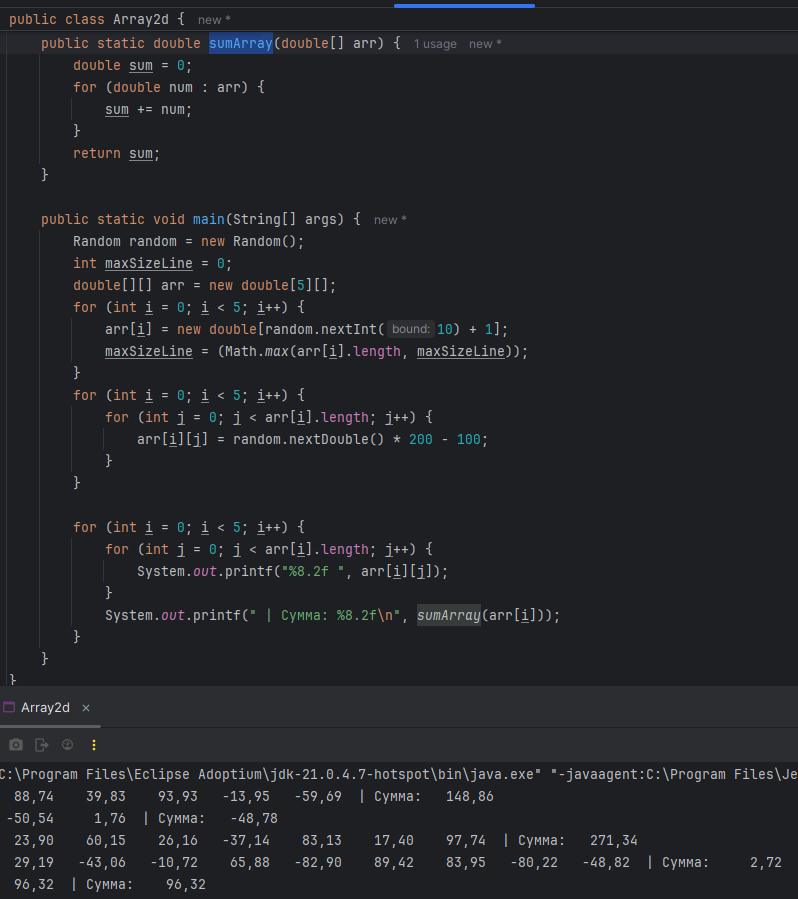 public class Array2d {  new *
    public static double sumArray(double[] arr) {  1 usage  new *
        double sum = 0;
        for (double num : arr) {
            sum += num;
        }
        return sum;
    }

    public static void main(String[] args) {  new *
        Random random = new Random();
        int maxSizeLine = 0;
        double[][] arr = new double[5][];
        for (int i = 0; i < 5; i++) {
            arr[i] = new double[random.nextInt( bound: 10) + 1];
            maxSizeLine = (Math.max(arr[i].length, maxSizeLine));
        }
        for (int i = 0; i < 5; i++) {
            for (int j = 0; j < arr[i].length; j++) {
                arr[i][j] = random.nextDouble() * 200 - 100;
            }
        }

        for (int i = 0; i < 5; i++) {
            for (int j = 0; j < arr[i].length; j++) {
                System.out.printf("%8.2f ", arr[i][j]);
            }
            System.out.printf(" | Сумма: %8.2f\n", sumArray(arr[i]));
        }
    }
}
Array2d ×
C:\Program Files\Eclipse Adoptium\jdk-21.0.4.7-hotspot\bin\java.exe" "-javaagent:C:\Program Files\Je
88,74    39,83    93,93   -13,95   -59,69  | Сумма:   148,86
-50,54     1,76  | Сумма:   -48,78
23,90    60,15    26,16   -37,14    83,13    17,40    97,74  | Сумма:   271,34
29,19   -43,06   -10,72    65,88   -82,90    89,42    83,95   -80,22   -48,82  | Сумма:     2,72
96,32  | Сумма:    96,32